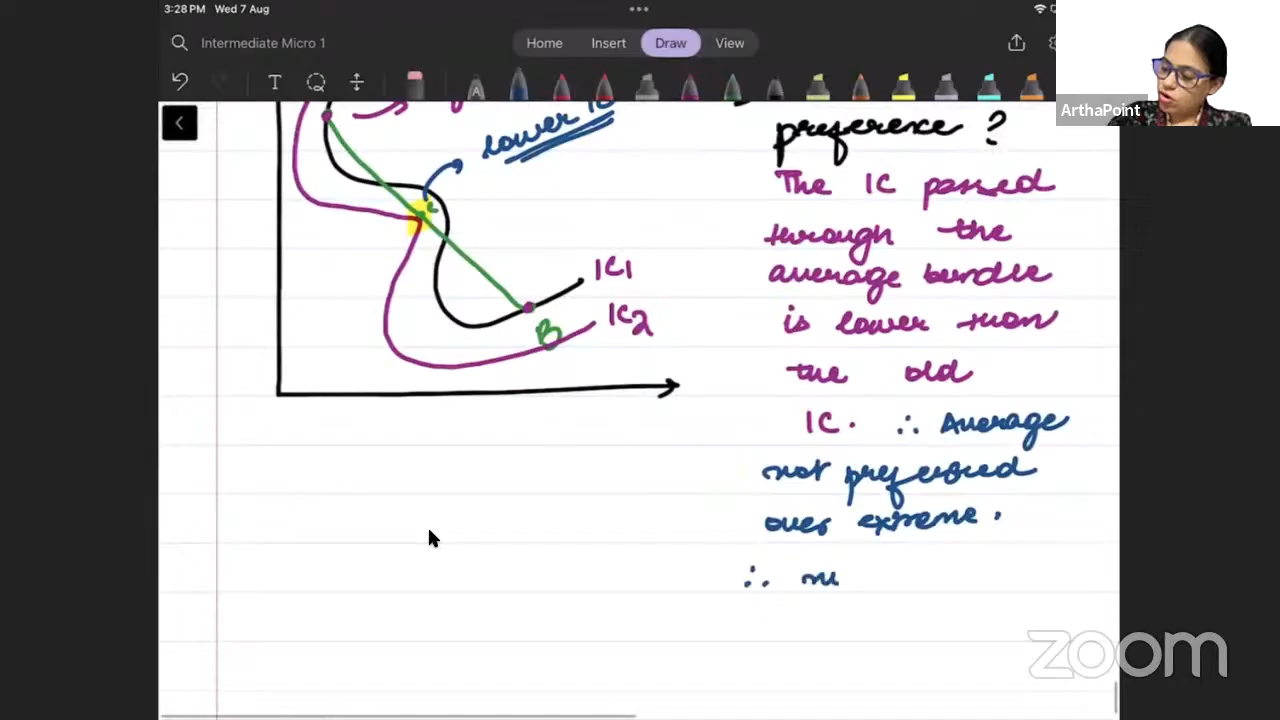 3:28 PM Wed 7 Aug
Intermediate Micro 1
Home Insert Draw View
ArthaPoint
lower IC
preference ?
The IC passed
through the
average bundle
is lower than
the old
IC. ∴ Average
not preferred
over extreme.
∴
IC1
IC2
B
zoom